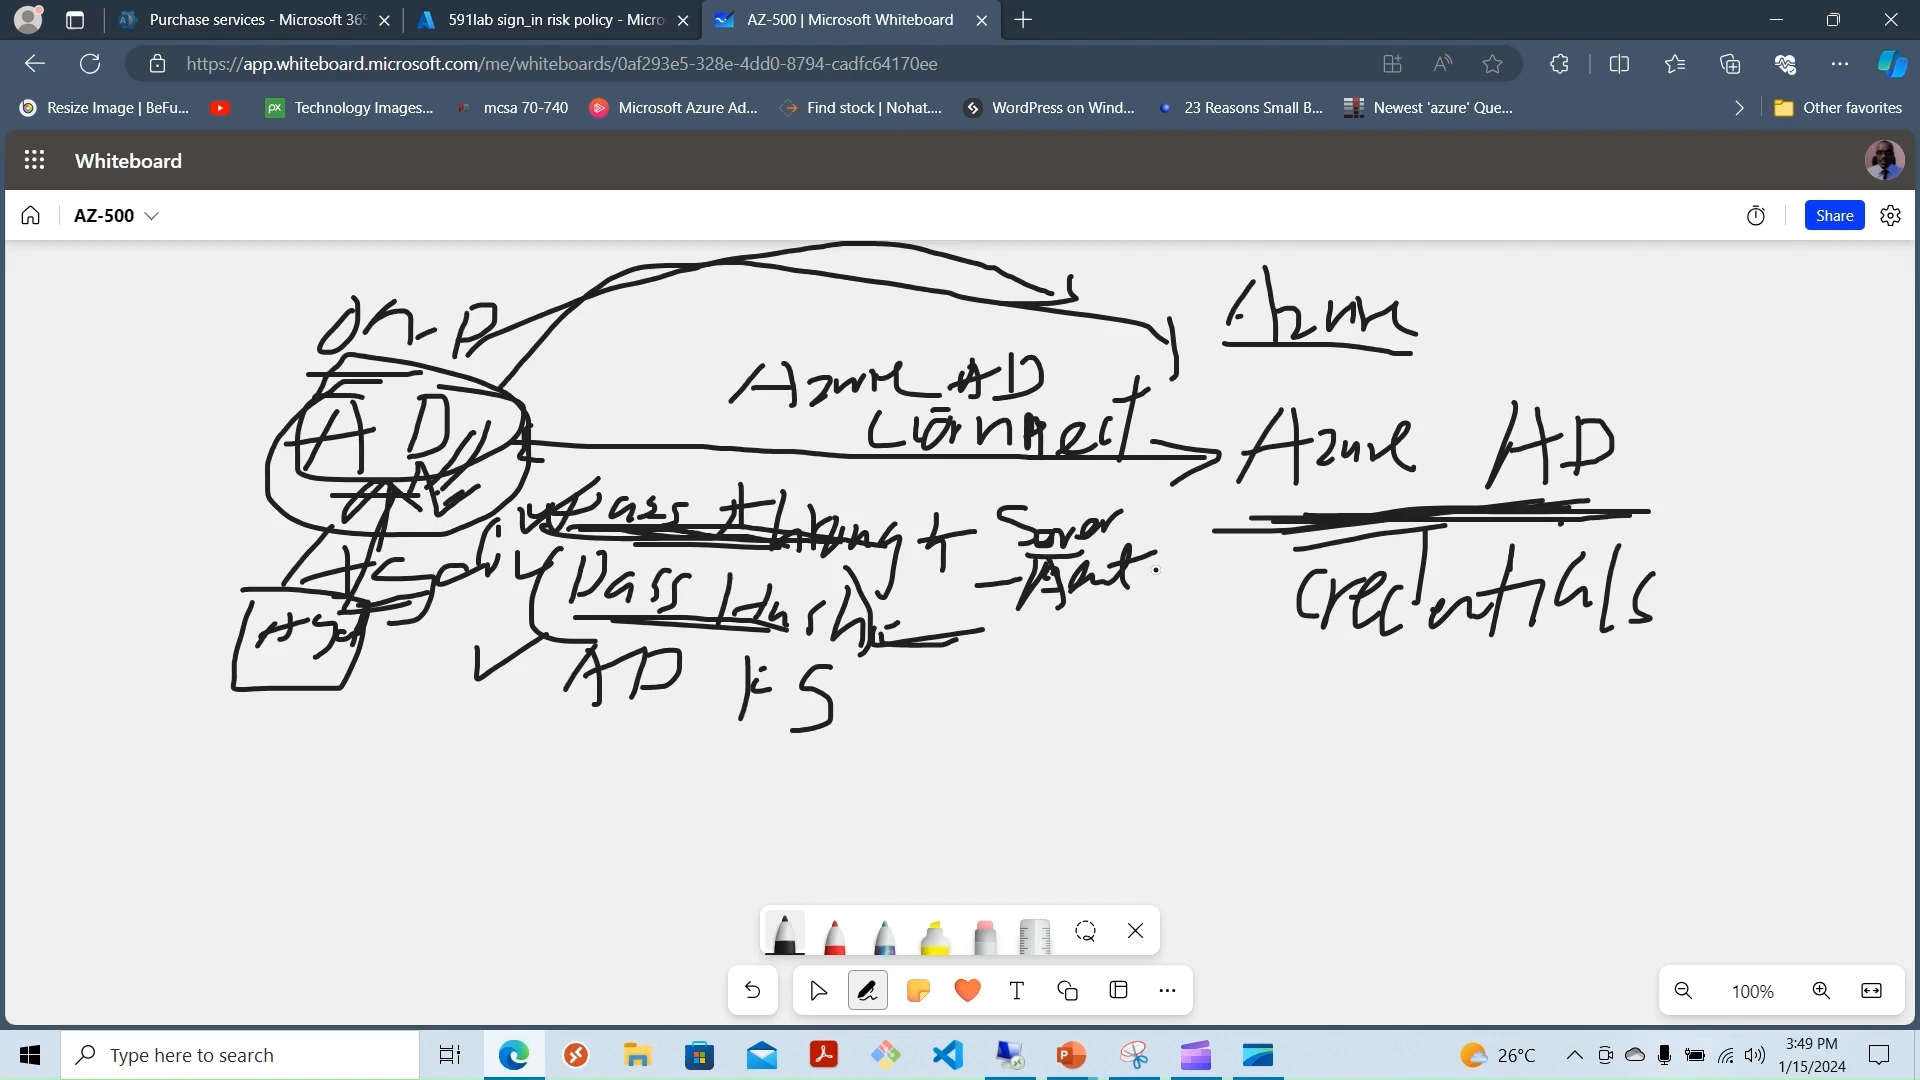 Purchase services - Microsoft 365
591lab sign_in risk policy - Micro
AZ-500 | Microsoft Whiteboard
https://app.whiteboard.microsoft.com/me/whiteboards/0af293e5-328e-4dd0-8794-cadfc64170ee
Resize Image | BeFu...
Technology Images...
mcsa 70-740
Microsoft Azure Ad...
Find stock | Nohat....
WordPress on Wind...
23 Reasons Small B...
Newest 'azure' Que...
Other favorites
Whiteboard
AZ-500
Share
on-P
Azure
Azure AD
Connect
AD
Azure AD
Pass
Pass Hash
credentials
AD FS
100%
Type here to search
26°C
3:49 PM
1/15/2024